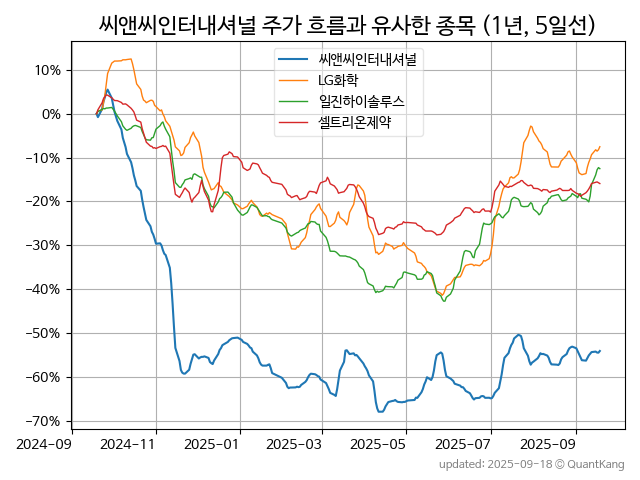 씨앤씨인터내셔널 주가 흐름과 유사한 종목 (1년, 5일선)
씨앤씨인터내셔널
LG화학
일진하이솔루스
셀트리온제약
10%
0%
−10%
−20%
−30%
−40%
−50%
−60%
−70%
2024-09
2024-11
2025-01
2025-03
2025-05
2025-07
2025-09
updated: 2025-09-18 © QuantKang